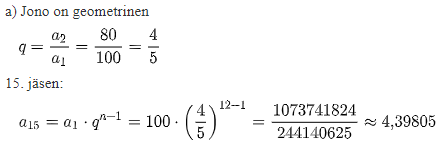 a) Jono on geometrinen
q = a₂/a₁ = 80/100 = 4/5
15. jäsen:
a₁₅ = a₁ · qⁿ⁻¹ = 100 · (4/5)¹²⁻¹ = 1073741824/244140625 ≈ 4,39805